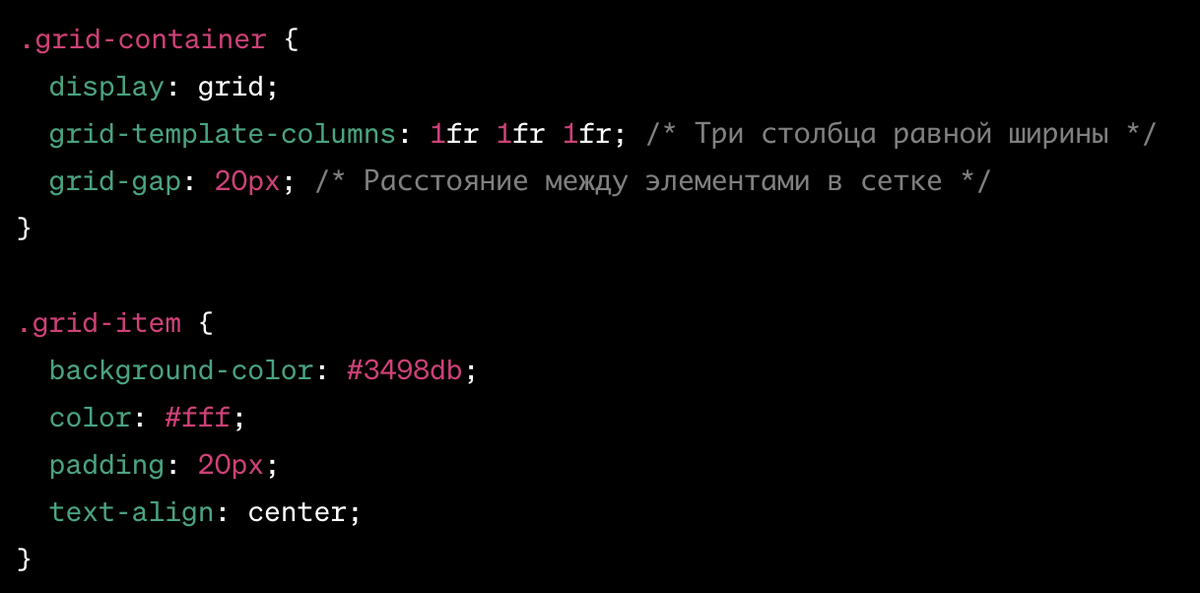 .grid-container {
  display: grid;
  grid-template-columns: 1fr 1fr 1fr; /* Три столбца равной ширины */
  grid-gap: 20px; /* Расстояние между элементами в сетке */
}

.grid-item {
  background-color: #3498db;
  color: #fff;
  padding: 20px;
  text-align: center;
}